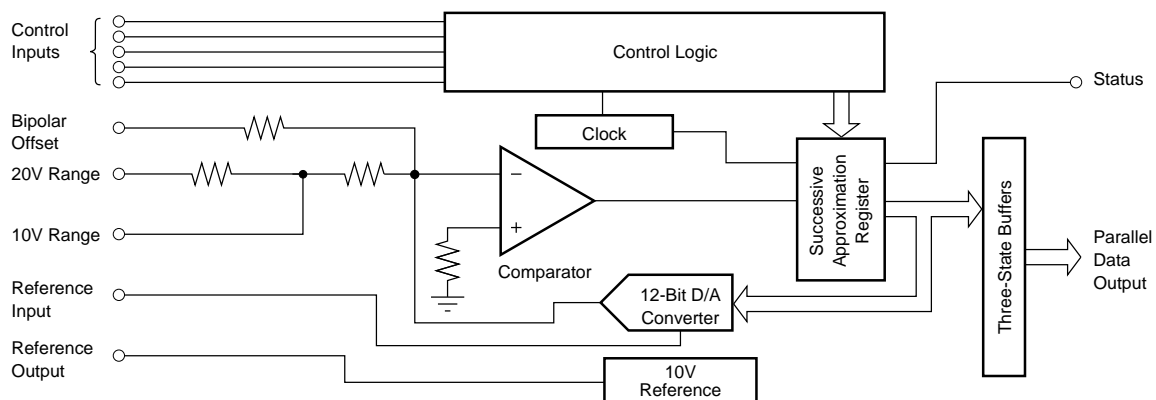 Control
Inputs
Control Logic
Status
Bipolar
Offset
Clock
20V Range
–
+
10V Range
Comparator
Successive
Approximation
Register
Three-State Buffers
Parallel
Data
Output
Reference
Input
12-Bit D/A
Converter
Reference
Output
10V
Reference